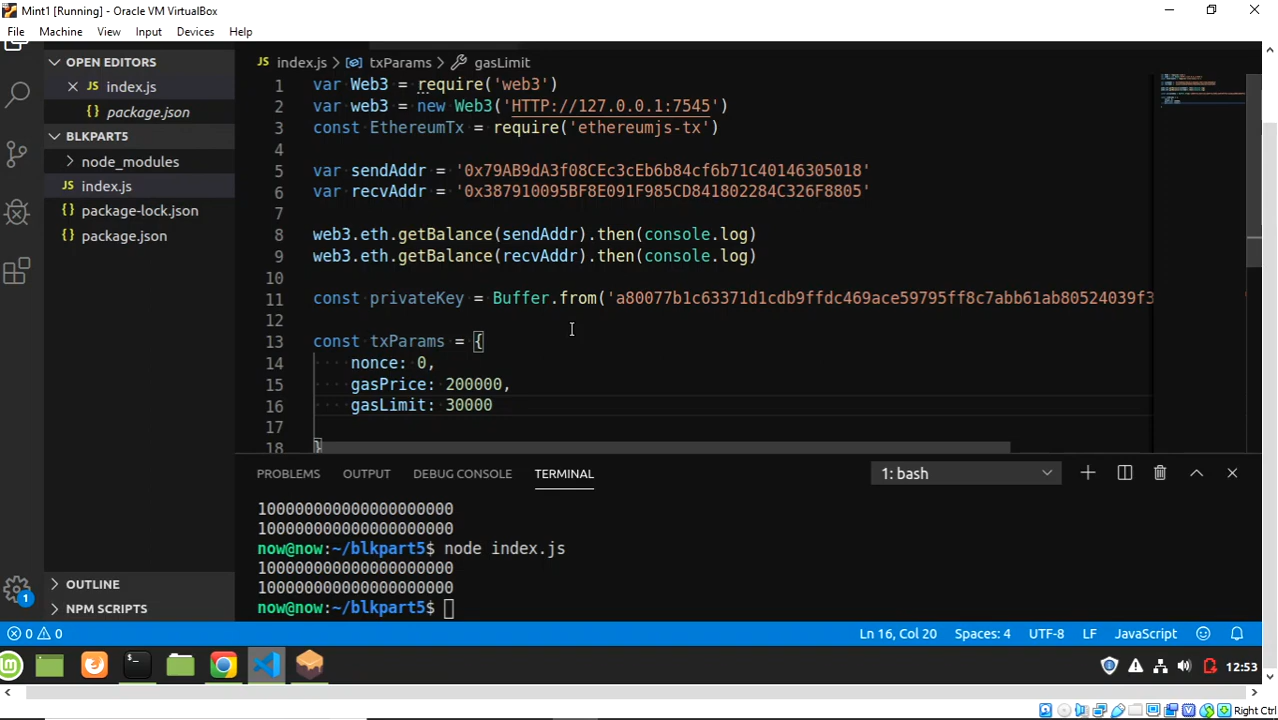 Mint1 [Running] - Oracle VM VirtualBox
File Machine View Input Devices Help
OPEN EDITORS
index.js
package.json
BLKPART5
node_modules
index.js
package-lock.json
package.json
OUTLINE
NPM SCRIPTS
1
JS index.js > txParams > gasLimit
1 var Web3 = require('web3')
2 var web3 = new Web3('HTTP://127.0.0.1:7545')
3 const EthereumTx = require('ethereumjs-tx')
4
5 var sendAddr = '0x79AB9dA3f08CEc3cEb6b84cf6b71C40146305018'
6 var recvAddr = '0x387910095BF8E091F985CD841802284C326F8805'
7
8 web3.eth.getBalance(sendAddr).then(console.log)
9 web3.eth.getBalance(recvAddr).then(console.log)
10
11 const privateKey = Buffer.from('a80077b1c63371d1cdb9ffdc469ace59795ff8c7abb61ab80524039f3
12
13 const txParams = {
14 nonce: 0,
15 gasPrice: 200000,
16 gasLimit: 30000
17
18 }
PROBLEMS OUTPUT DEBUG CONSOLE TERMINAL 1: bash
100000000000000000000
100000000000000000000
now@now:~/blkpart5$ node index.js
100000000000000000000
100000000000000000000
now@now:~/blkpart5$
0 0 Ln 16, Col 20 Spaces: 4 UTF-8 LF JavaScript
12:53
Right Ctrl